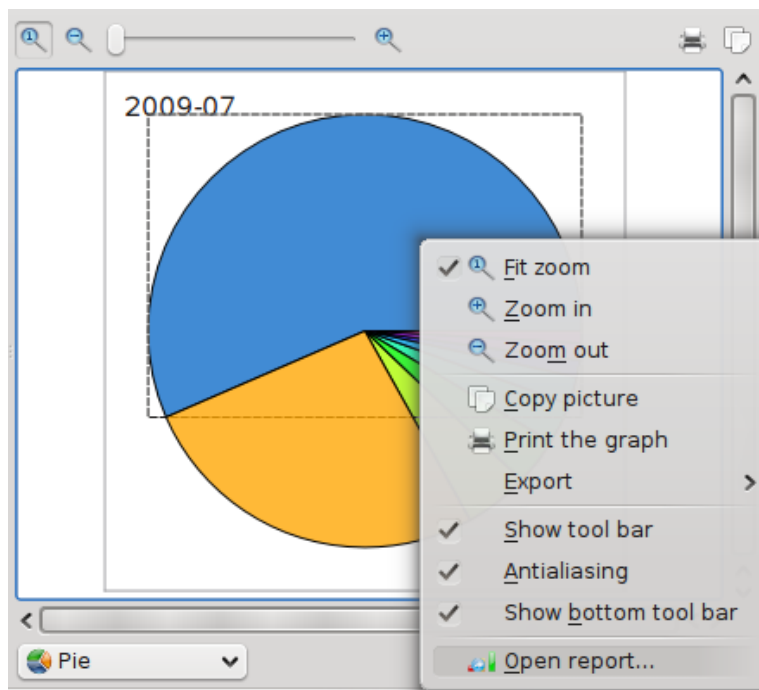 2009-07
Fit zoom
Zoom in
Zoom out
Copy picture
Print the graph
Export
Show tool bar
Antialiasing
Show bottom tool bar
Open report...
Pie